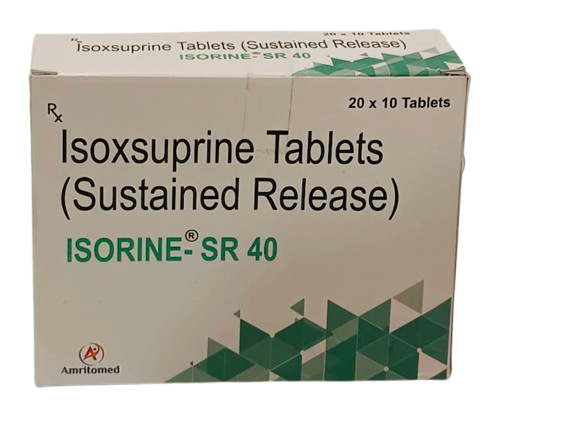 20 x 10 Tablets
Rx Isoxsuprine Tablets (Sustained Release)
ISORINE-® SR 40
Rx
20 x 10 Tablets
Isoxsuprine Tablets
(Sustained Release)
ISORINE-® SR 40
Amritomed